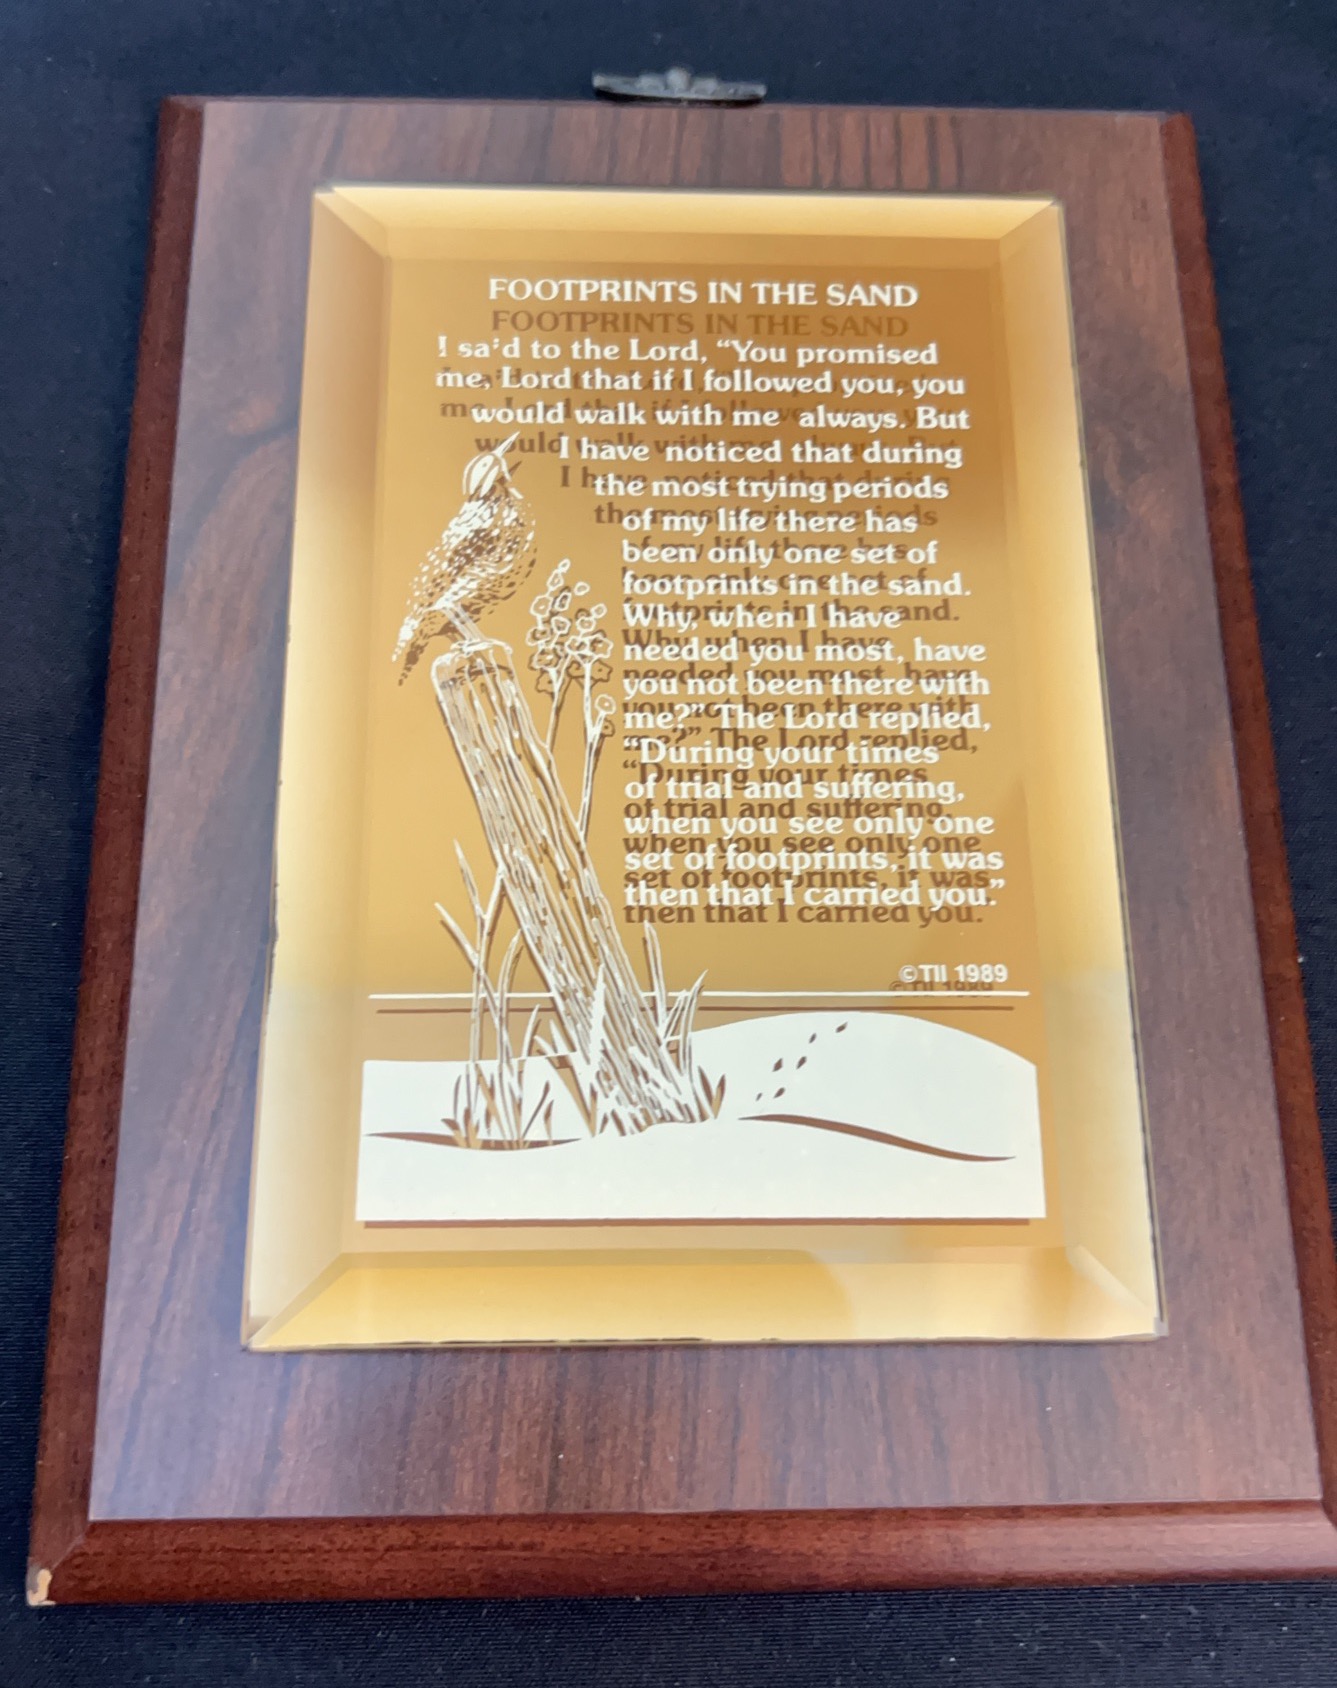 FOOTPRINTS IN THE SAND
I said to the Lord, “You promised
me, Lord that if I followed you, you
would walk with me always. But
I have noticed that during
the most trying periods
of my life there has
been only one set of
footprints in the sand.
Why, when I have
needed you most, have
you not been there with
me?” The Lord replied,
“During your times
of trial and suffering,
when you see only one
set of footprints, it was
then that I carried you.”
©TII 1989